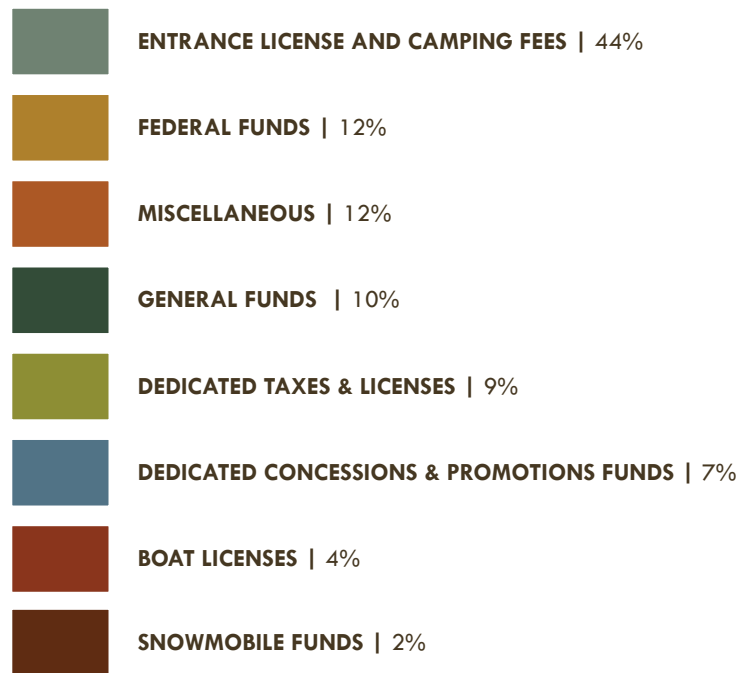 ENTRANCE LICENSE AND CAMPING FEES | 44%
FEDERAL FUNDS | 12%
MISCELLANEOUS | 12%
GENERAL FUNDS | 10%
DEDICATED TAXES & LICENSES | 9%
DEDICATED CONCESSIONS & PROMOTIONS FUNDS | 7%
BOAT LICENSES | 4%
SNOWMOBILE FUNDS | 2%